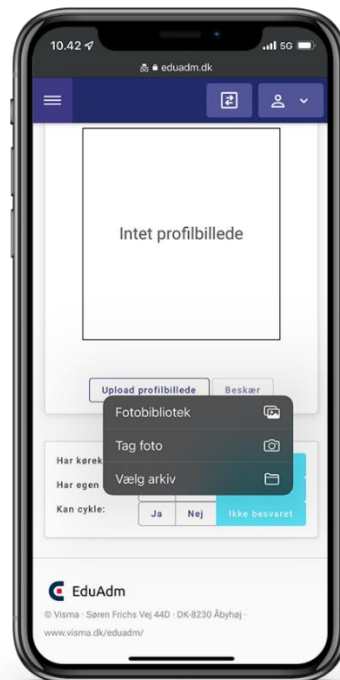 10.42
5G
eduadm.dk
Intet profilbillede
Upload profilbillede Beskær
Fotobibliotek
Tag foto
Vælg arkiv
Har kørek
Har egen
Kan cykle: Ja Nej Ikke besvaret
EduAdm
© Visma · Søren Frichs Vej 44D · DK-8230 Åbyhøj ·
www.visma.dk/eduadm/